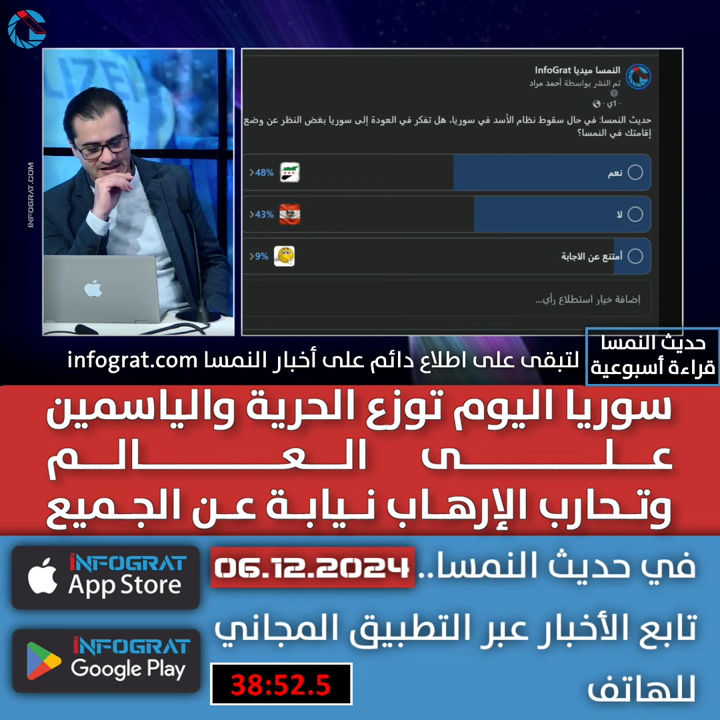 النمسا ميديا InfoGrat
تم النشر بواسطة أحمد مراد
1ي
حديث النمسا: في حال سقوط نظام الأسد في سوريا، هل تفكر في العودة إلى سوريا بغض النظر عن وضع
إقامتك في النمسا؟
نعم
48%
لا
43%
أمتنع عن الاجابة
9%
إضافة خيار استطلاع رأي...
POLIZEI
INFOGRAT.COM
حديث النمسا
قراءة أسبوعية
لتبقى على اطلاع دائم على أخبار النمسا infograt.com
سوريا اليوم توزع الحرية والياسمين
على العالم
وتحارب الإرهاب نيابة عن الجميع
في حديث النمسا.. 06.12.2024
تابع الأخبار عبر التطبيق المجاني
للهاتف
38:52.5
iNFOGRAT
App Store
iNFOGRAT
Google Play